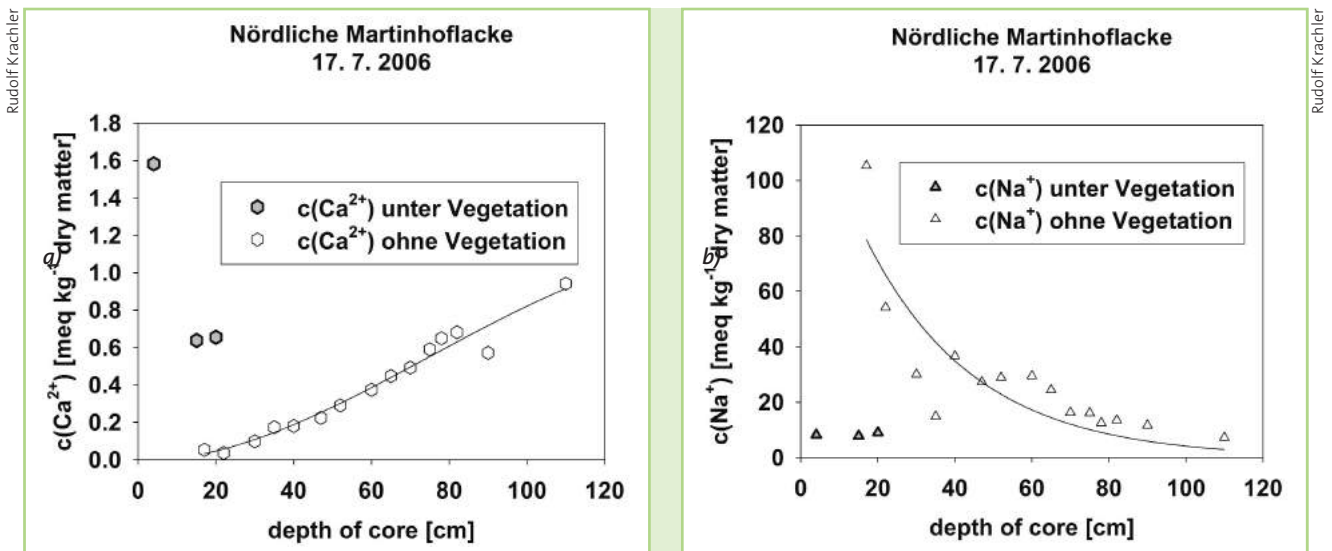 Rudolf Krachler
Nördliche Martinhoflacke
17. 7. 2006
c(Ca²⁺) [meq kg⁻¹ dry matter]
a)
1.8
1.6
1.4
1.2
1.0
0.8
0.6
0.4
0.2
0.0
c(Ca²⁺) unter Vegetation
c(Ca²⁺) ohne Vegetation
0 20 40 60 80 100 120
depth of core [cm]
Nördliche Martinhoflacke
17. 7. 2006
c(Na⁺) [meq kg⁻¹ dry matter]
b)
120
100
80
60
40
20
0
c(Na⁺) unter Vegetation
c(Na⁺) ohne Vegetation
0 20 40 60 80 100 120
depth of core [cm]
Rudolf Krachler